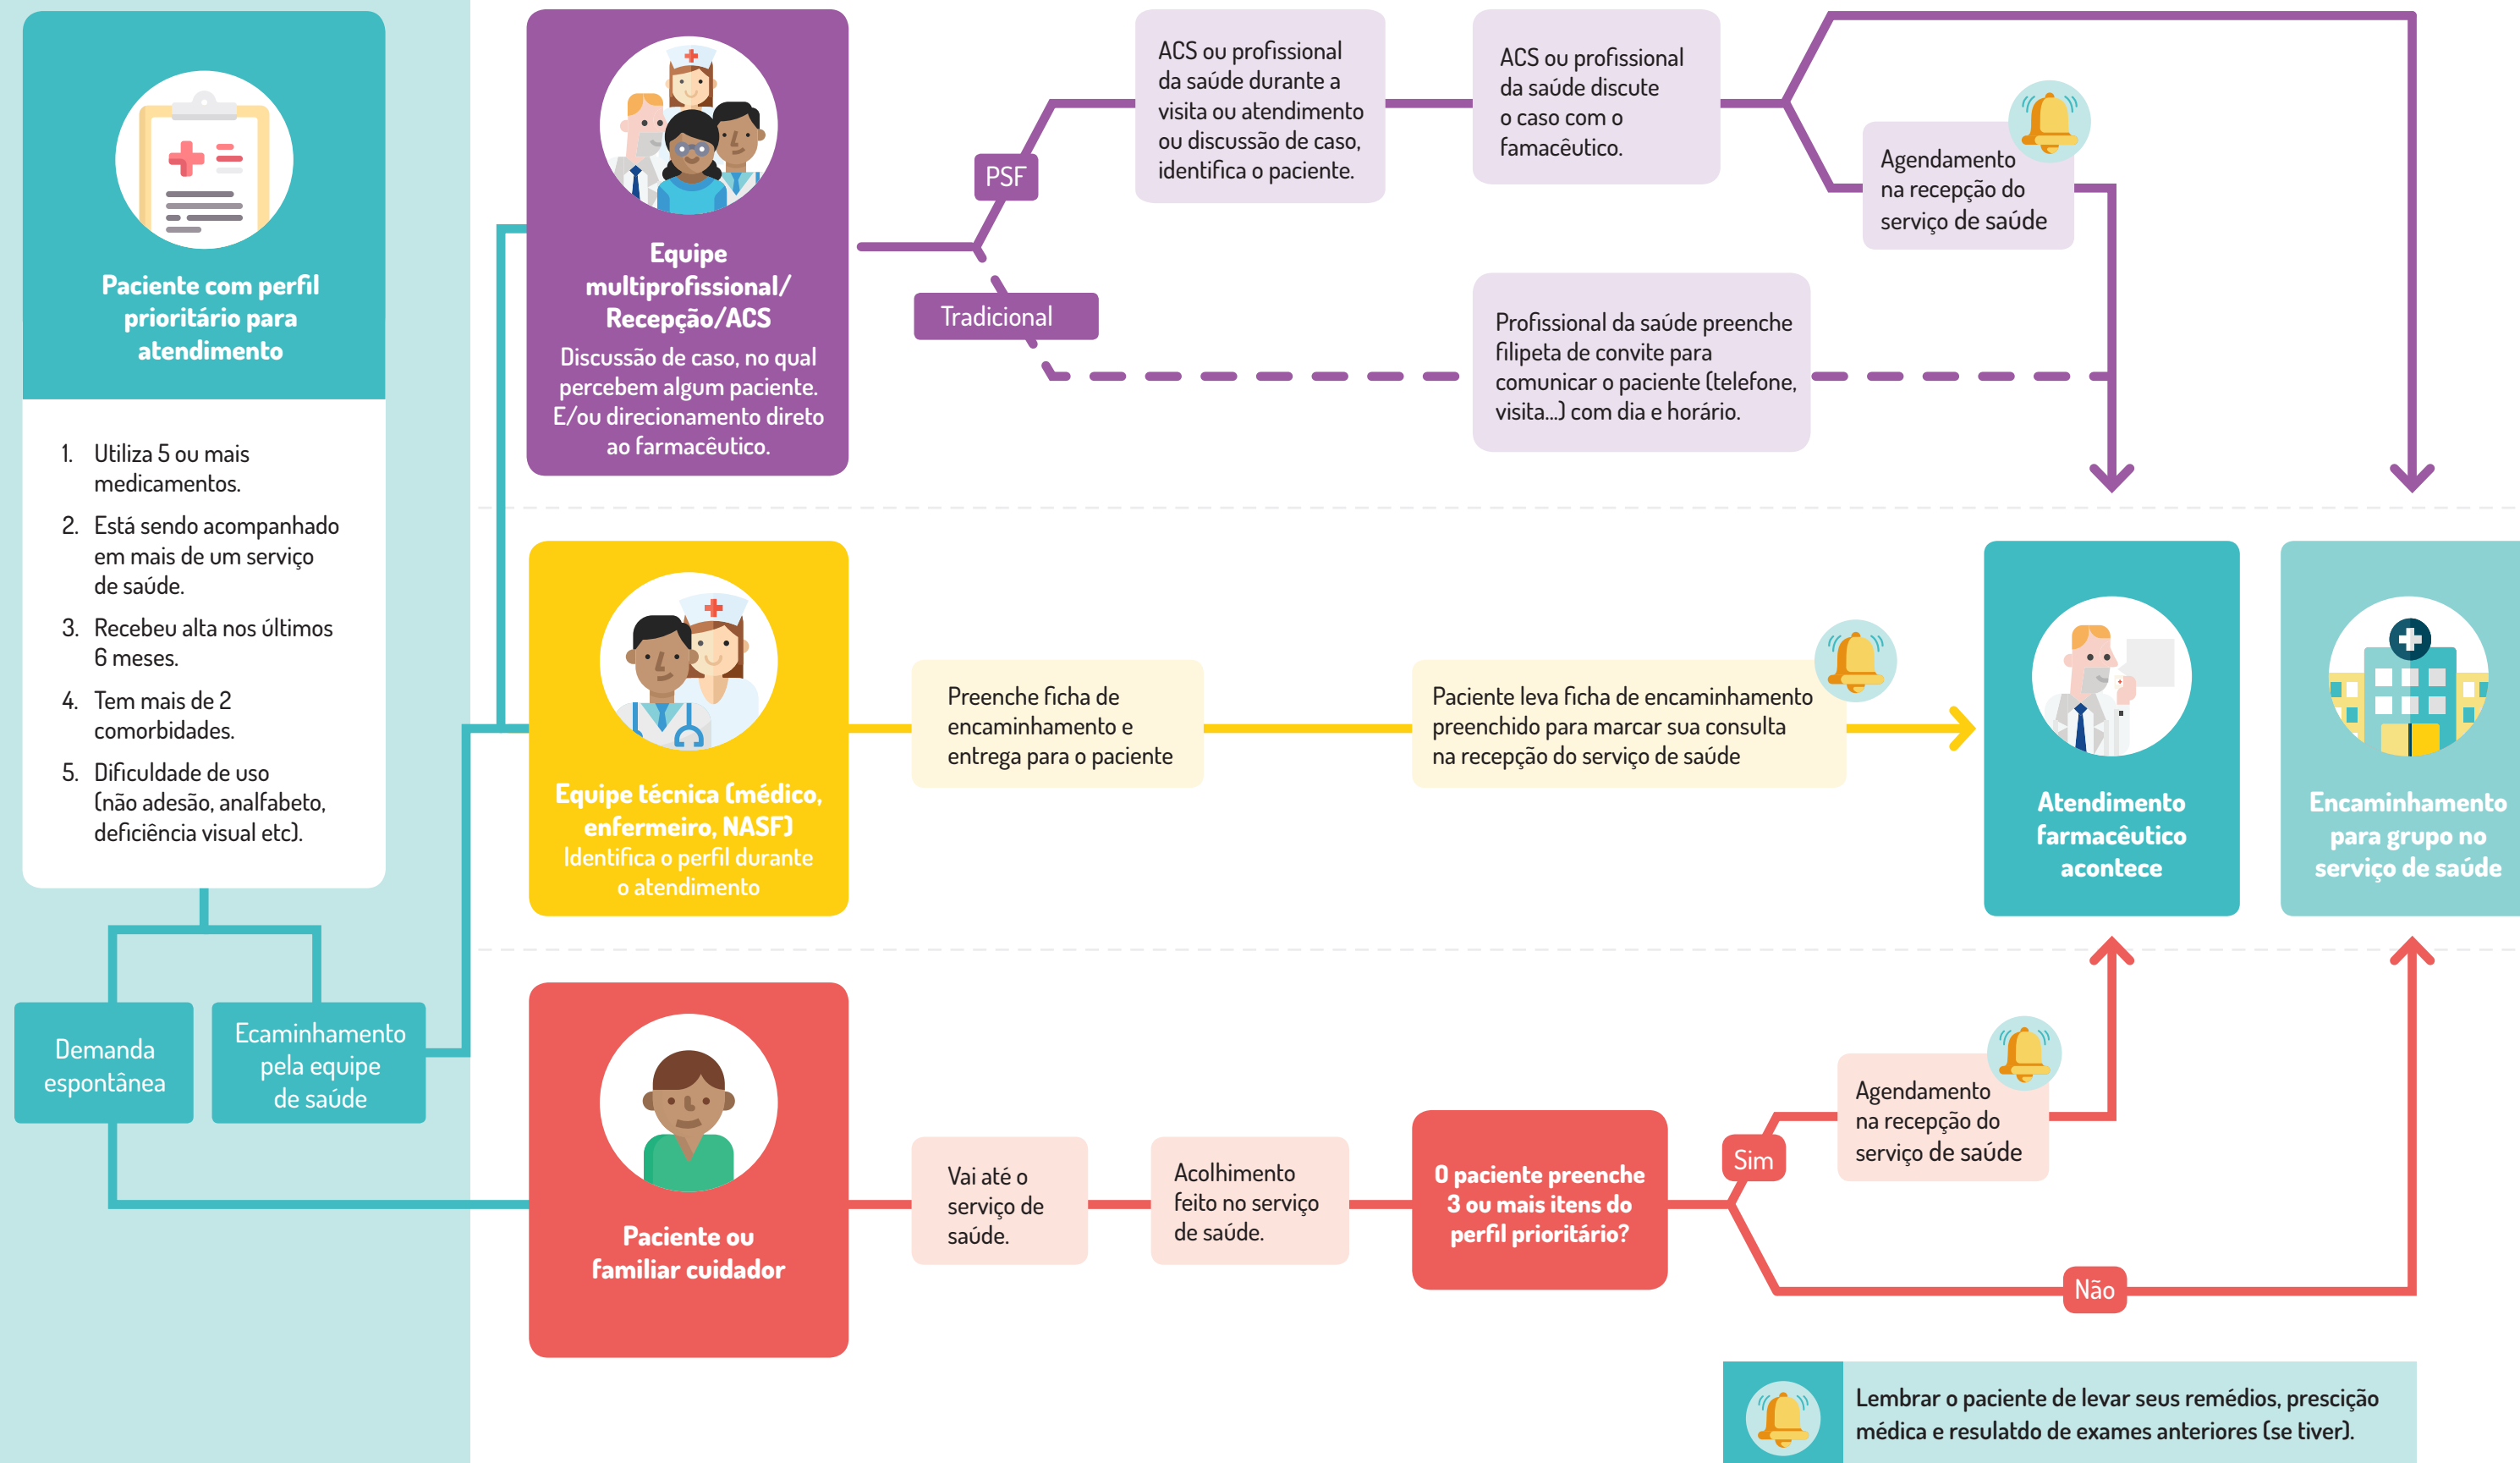 Paciente com perfil
prioritário para
atendimento
1. Utiliza 5 ou mais
medicamentos.
2. Está sendo acompanhado
em mais de um serviço
de saúde.
3. Recebeu alta nos últimos
6 meses.
4. Tem mais de 2
comorbidades.
5. Dificuldade de uso
(não adesão, analfabeto,
deficiência visual etc).
Demanda
espontânea
Ecaminhamento
pela equipe
de saúde
Equipe
multiprofissional/
Recepção/ACS
Discussão de caso, no qual
percebem algum paciente.
E/ou direcionamento direto
ao farmacêutico.
PSF
ACS ou profissional
da saúde durante a
visita ou atendimento
ou discussão de caso,
identifica o paciente.
ACS ou profissional
da saúde discute
o caso com o
famacêutico.
Agendamento
na recepção do
serviço de saúde
Tradicional
Profissional da saúde preenche
filipeta de convite para
comunicar o paciente (telefone,
visita...) com dia e horário.
Equipe técnica (médico,
enfermeiro, NASF)
Identifica o perfil durante
o atendimento
Preenche ficha de
encaminhamento e
entrega para o paciente
Paciente leva ficha de encaminhamento
preenchido para marcar sua consulta
na recepção do serviço de saúde
Atendimento
farmacêutico
acontece
Encaminhamento
para grupo no
serviço de saúde
Paciente ou
familiar cuidador
Vai até o
serviço de
saúde.
Acolhimento
feito no serviço
de saúde.
O paciente preenche
3 ou mais itens do
perfil prioritário?
Sim
Agendamento
na recepção do
serviço de saúde
Não
Lembrar o paciente de levar seus remédios, prescição
médica e resulatdo de exames anteriores (se tiver).